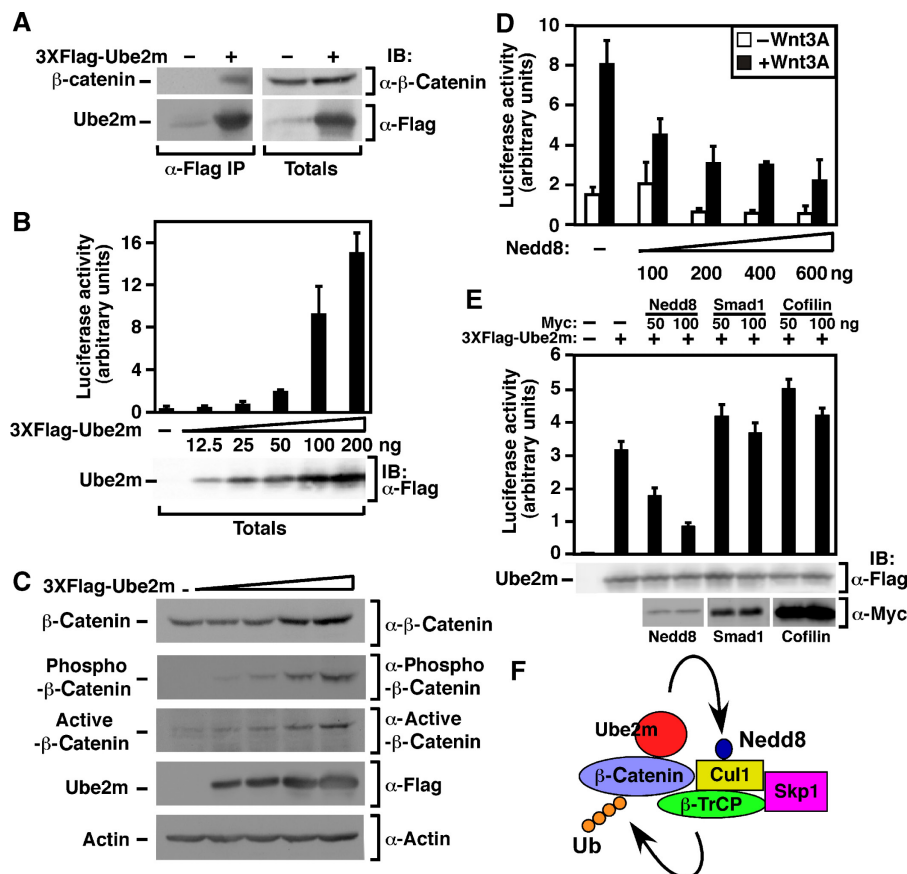 A
3XFlag-Ube2m – + – + IB:
β-catenin α-β-Catenin
Ube2m α-Flag
α-Flag IP Totals
B
Luciferase activity
(arbitrary units)
16
12
8
4
0
3XFlag-Ube2m – 12.5 25 50 100 200 ng
Ube2m IB:
α-Flag
Totals
C
3XFlag-Ube2m -
β-Catenin α-β-Catenin
Phospho
-β-Catenin
α-Phospho
-β-Catenin
Active
-β-Catenin
α-Active
-β-Catenin
Ube2m α-Flag
Actin α-Actin
D
Luciferase activity
(arbitrary units)
10
8
6
4
2
0
–Wnt3A
+Wnt3A
Nedd8: –
100 200 400 600 ng
E
Nedd8 Smad1 Cofilin
Myc: – – 50 100 50 100 50 100 ng
3XFlag-Ube2m: – + + + + + + +
Luciferase activity
(arbitrary units)
6
5
4
3
2
1
0
IB:
Ube2m α-Flag
α-Myc
Nedd8 Smad1 Cofilin
F
Ube2m
Nedd8
β-Catenin Cul1
Skp1
β-TrCP
Ub